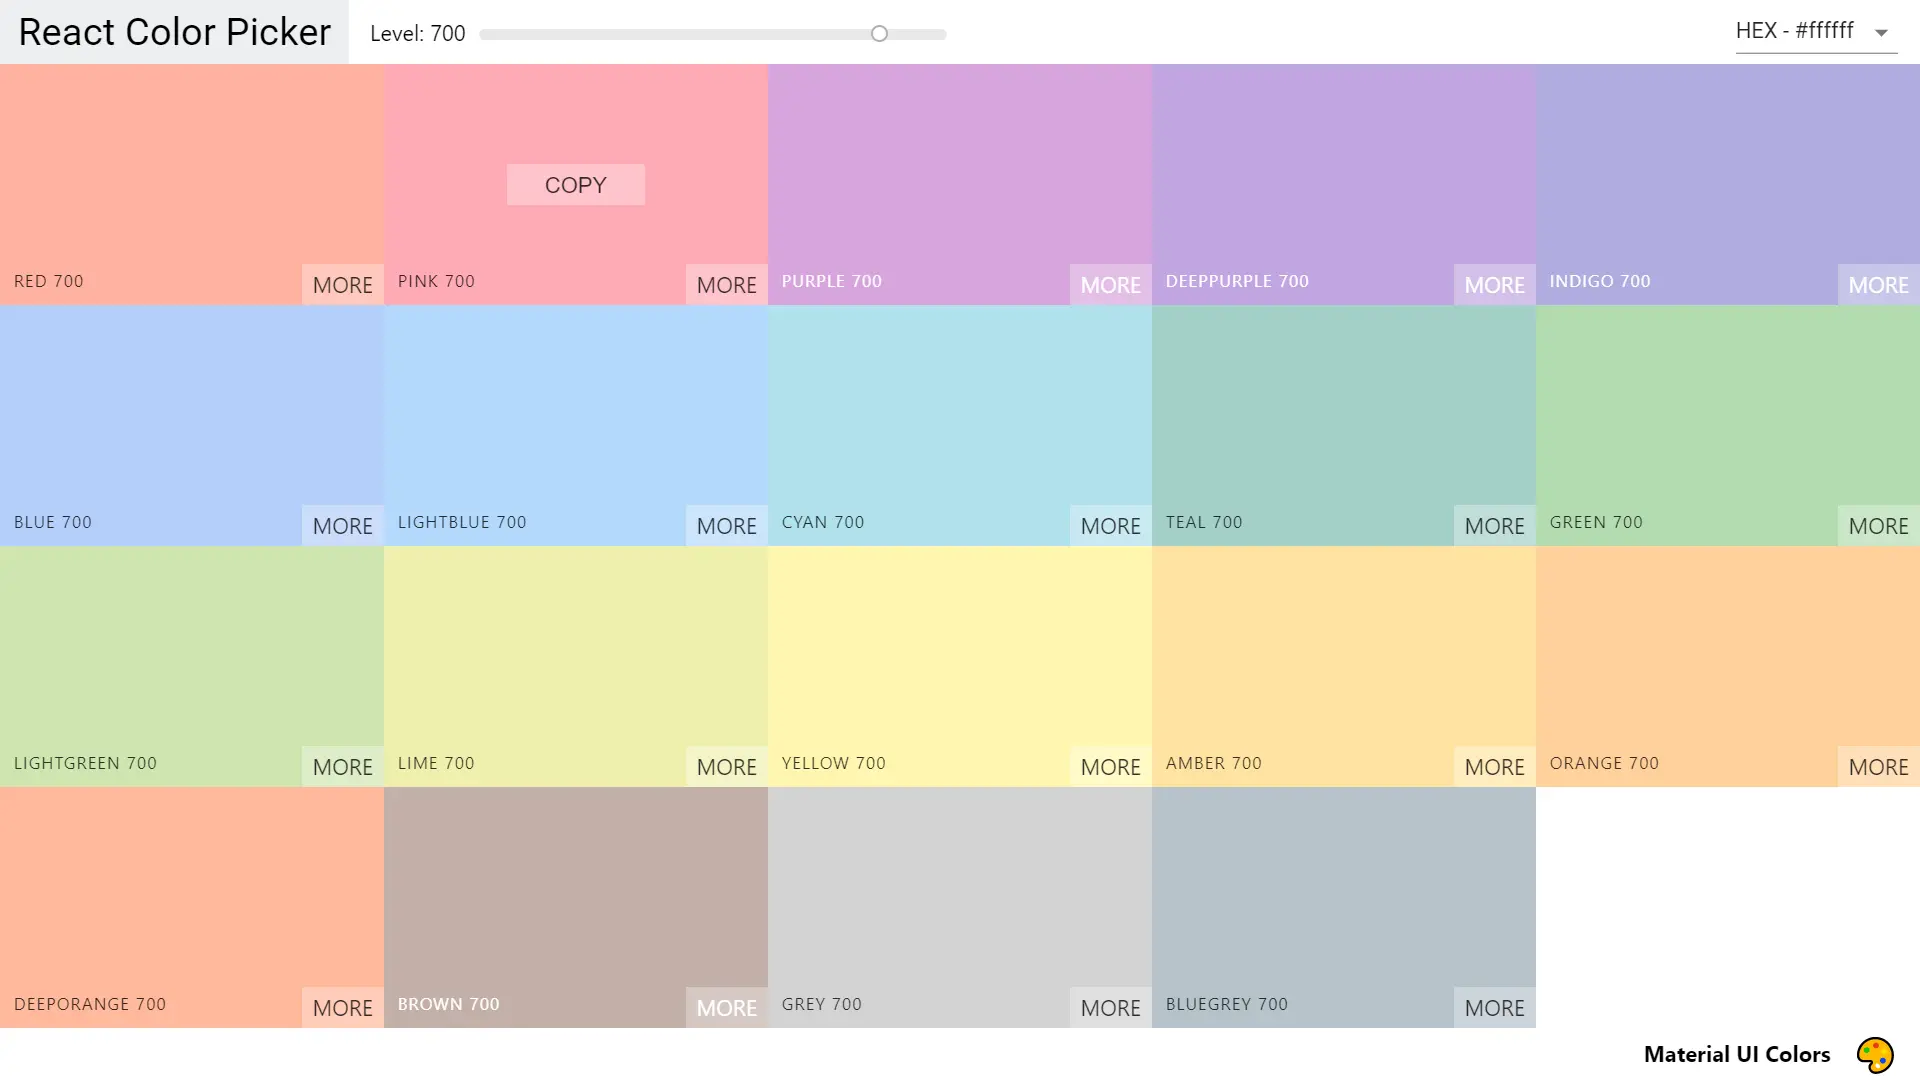 React Color Picker
Level: 700
HEX - #ffffff
COPY
RED 700
MORE
PINK 700
MORE
PURPLE 700
MORE
DEEPPURPLE 700
MORE
INDIGO 700
MORE
BLUE 700
MORE
LIGHTBLUE 700
MORE
CYAN 700
MORE
TEAL 700
MORE
GREEN 700
MORE
LIGHTGREEN 700
MORE
LIME 700
MORE
YELLOW 700
MORE
AMBER 700
MORE
ORANGE 700
MORE
DEEPORANGE 700
MORE
BROWN 700
MORE
GREY 700
MORE
BLUEGREY 700
MORE
Material UI Colors